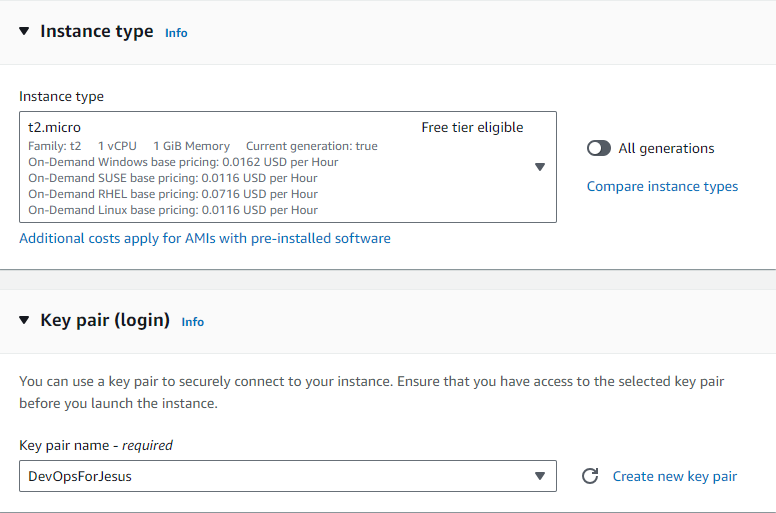 Instance type Info
Instance type
t2.micro Free tier eligible
Family: t2 1 vCPU 1 GiB Memory Current generation: true
On-Demand Windows base pricing: 0.0162 USD per Hour
On-Demand SUSE base pricing: 0.0116 USD per Hour
On-Demand RHEL base pricing: 0.0716 USD per Hour
On-Demand Linux base pricing: 0.0116 USD per Hour
All generations
Compare instance types
Additional costs apply for AMIs with pre-installed software
Key pair (login) Info
You can use a key pair to securely connect to your instance. Ensure that you have access to the selected key pair
before you launch the instance.
Key pair name - required
DevOpsForJesus
Create new key pair